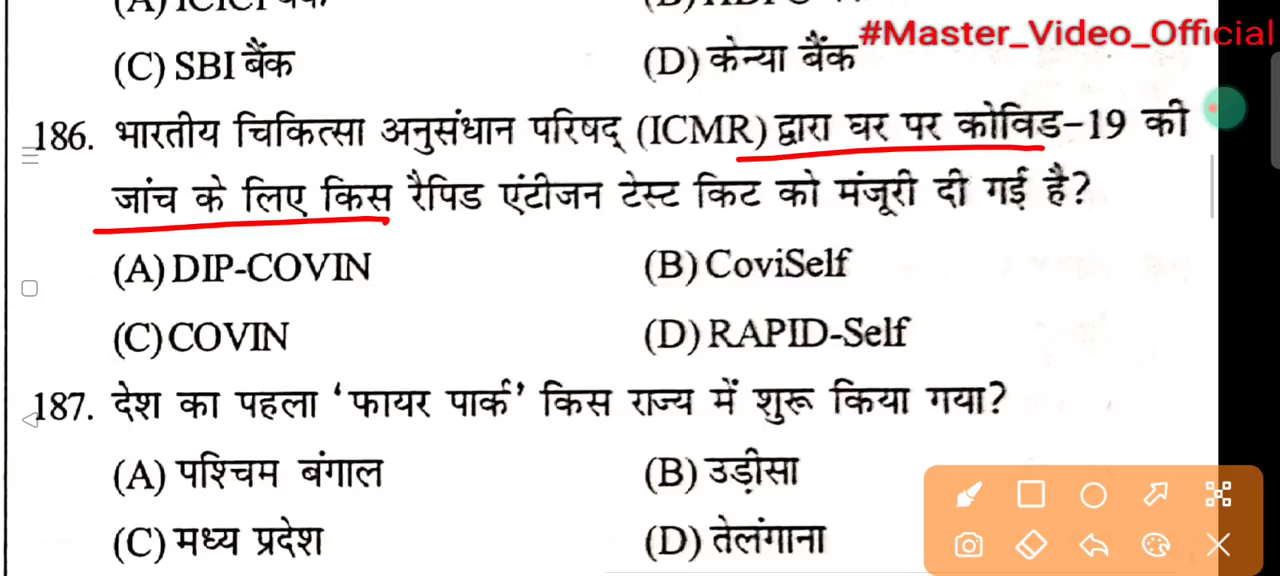 #Master_Video_Official
(C) SBI बैंक (D) केन्या बैंक
186. भारतीय चिकित्सा अनुसंधान परिषद् (ICMR) द्वारा घर पर कोविड-19 की
जांच के लिए किस रैपिड एंटीजन टेस्ट किट को मंजूरी दी गई है?
(A) DIP-COVIN (B) CoviSelf
(C) COVIN (D) RAPID-Self
187. देश का पहला ‘फायर पार्क’ किस राज्य में शुरू किया गया?
(A) पश्चिम बंगाल (B) उड़ीसा
(C) मध्य प्रदेश (D) तेलंगाना